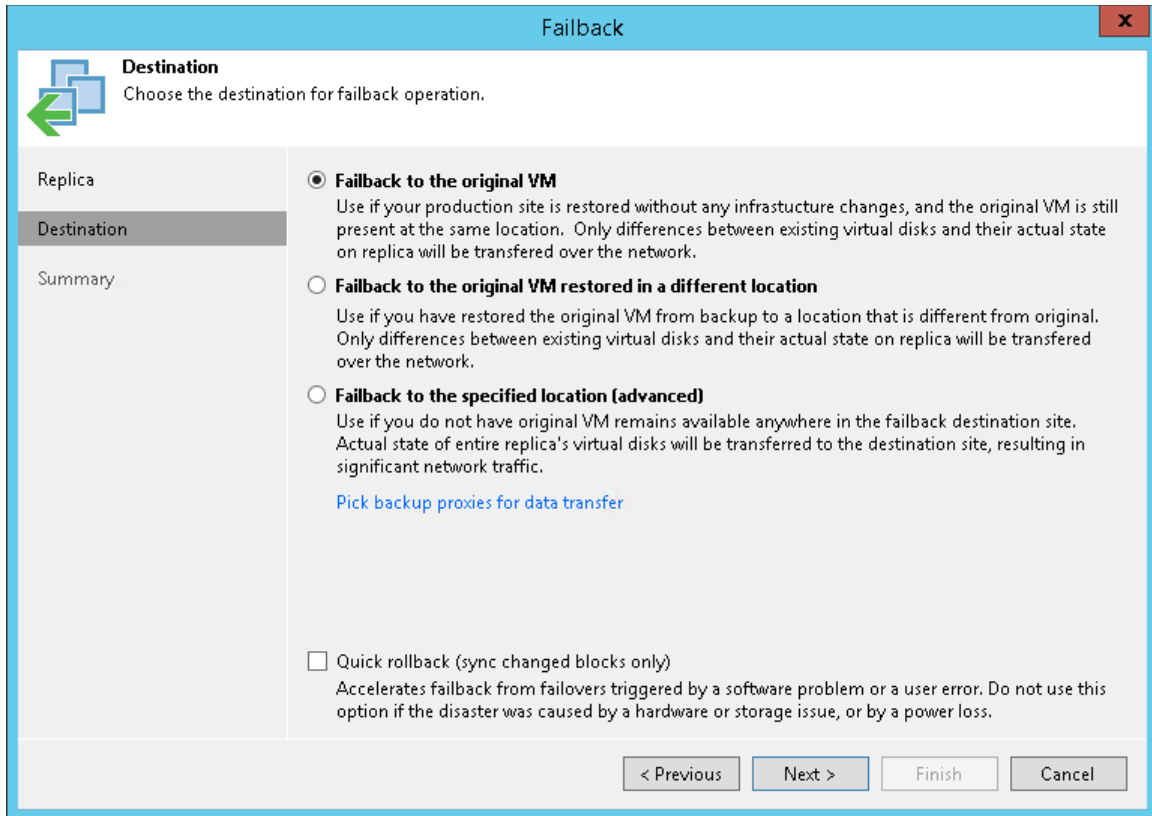 Failback
x
Destination
Choose the destination for failback operation.
Replica
Destination
Summary
Failback to the original VM
Use if your production site is restored without any infrastucture changes, and the original VM is still
present at the same location.  Only differences between existing virtual disks and their actual state
on replica will be transfered over the network.
Failback to the original VM restored in a different location
Use if you have restored the original VM from backup to a location that is different from original.
Only differences between existing virtual disks and their actual state on replica will be transfered
over the network.
Failback to the specified location (advanced)
Use if you do not have original VM remains available anywhere in the failback destination site.
Actual state of entire replica's virtual disks will be transferred to the destination site, resulting in
significant network traffic.
Pick backup proxies for data transfer
Quick rollback (sync changed blocks only)
Accelerates failback from failovers triggered by a software problem or a user error. Do not use this
option if the disaster was caused by a hardware or storage issue, or by a power loss.
< Previous
Next >
Finish
Cancel